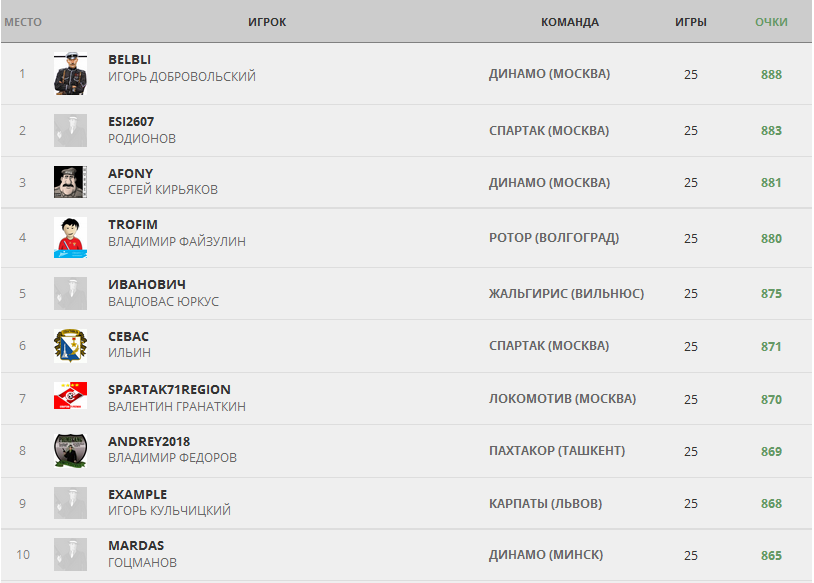 МЕСТО ИГРОК КОМАНДА ИГРЫ ОЧКИ
1 BELBLI
ИГОРЬ ДОБРОВОЛЬСКИЙ ДИНАМО (МОСКВА) 25 888
2 ESI2607
РОДИОНОВ СПАРТАК (МОСКВА) 25 883
3 AFONY
СЕРГЕЙ КИРЬЯКОВ ДИНАМО (МОСКВА) 25 881
4 TROFIM
ВЛАДИМИР ФАЙЗУЛИН РОТОР (ВОЛГОГРАД) 25 880
5 ИВАНОВИЧ
ВАЦЛОВАС ЮРКУС ЖАЛЬГИРИС (ВИЛЬНЮС) 25 875
6 СЕВАС
ИЛЬИН СПАРТАК (МОСКВА) 25 871
7 SPARTAK71REGION
ВАЛЕНТИН ГРАНАТКИН ЛОКОМОТИВ (МОСКВА) 25 870
8 ANDREY2018
ВЛАДИМИР ФЕДОРОВ ПАХТАКОР (ТАШКЕНТ) 25 869
9 EXAMPLE
ИГОРЬ КУЛЬЧИЦКИЙ КАРПАТЫ (ЛЬВОВ) 25 868
10 MARDAS
ГОЦМАНОВ ДИНАМО (МИНСК) 25 865